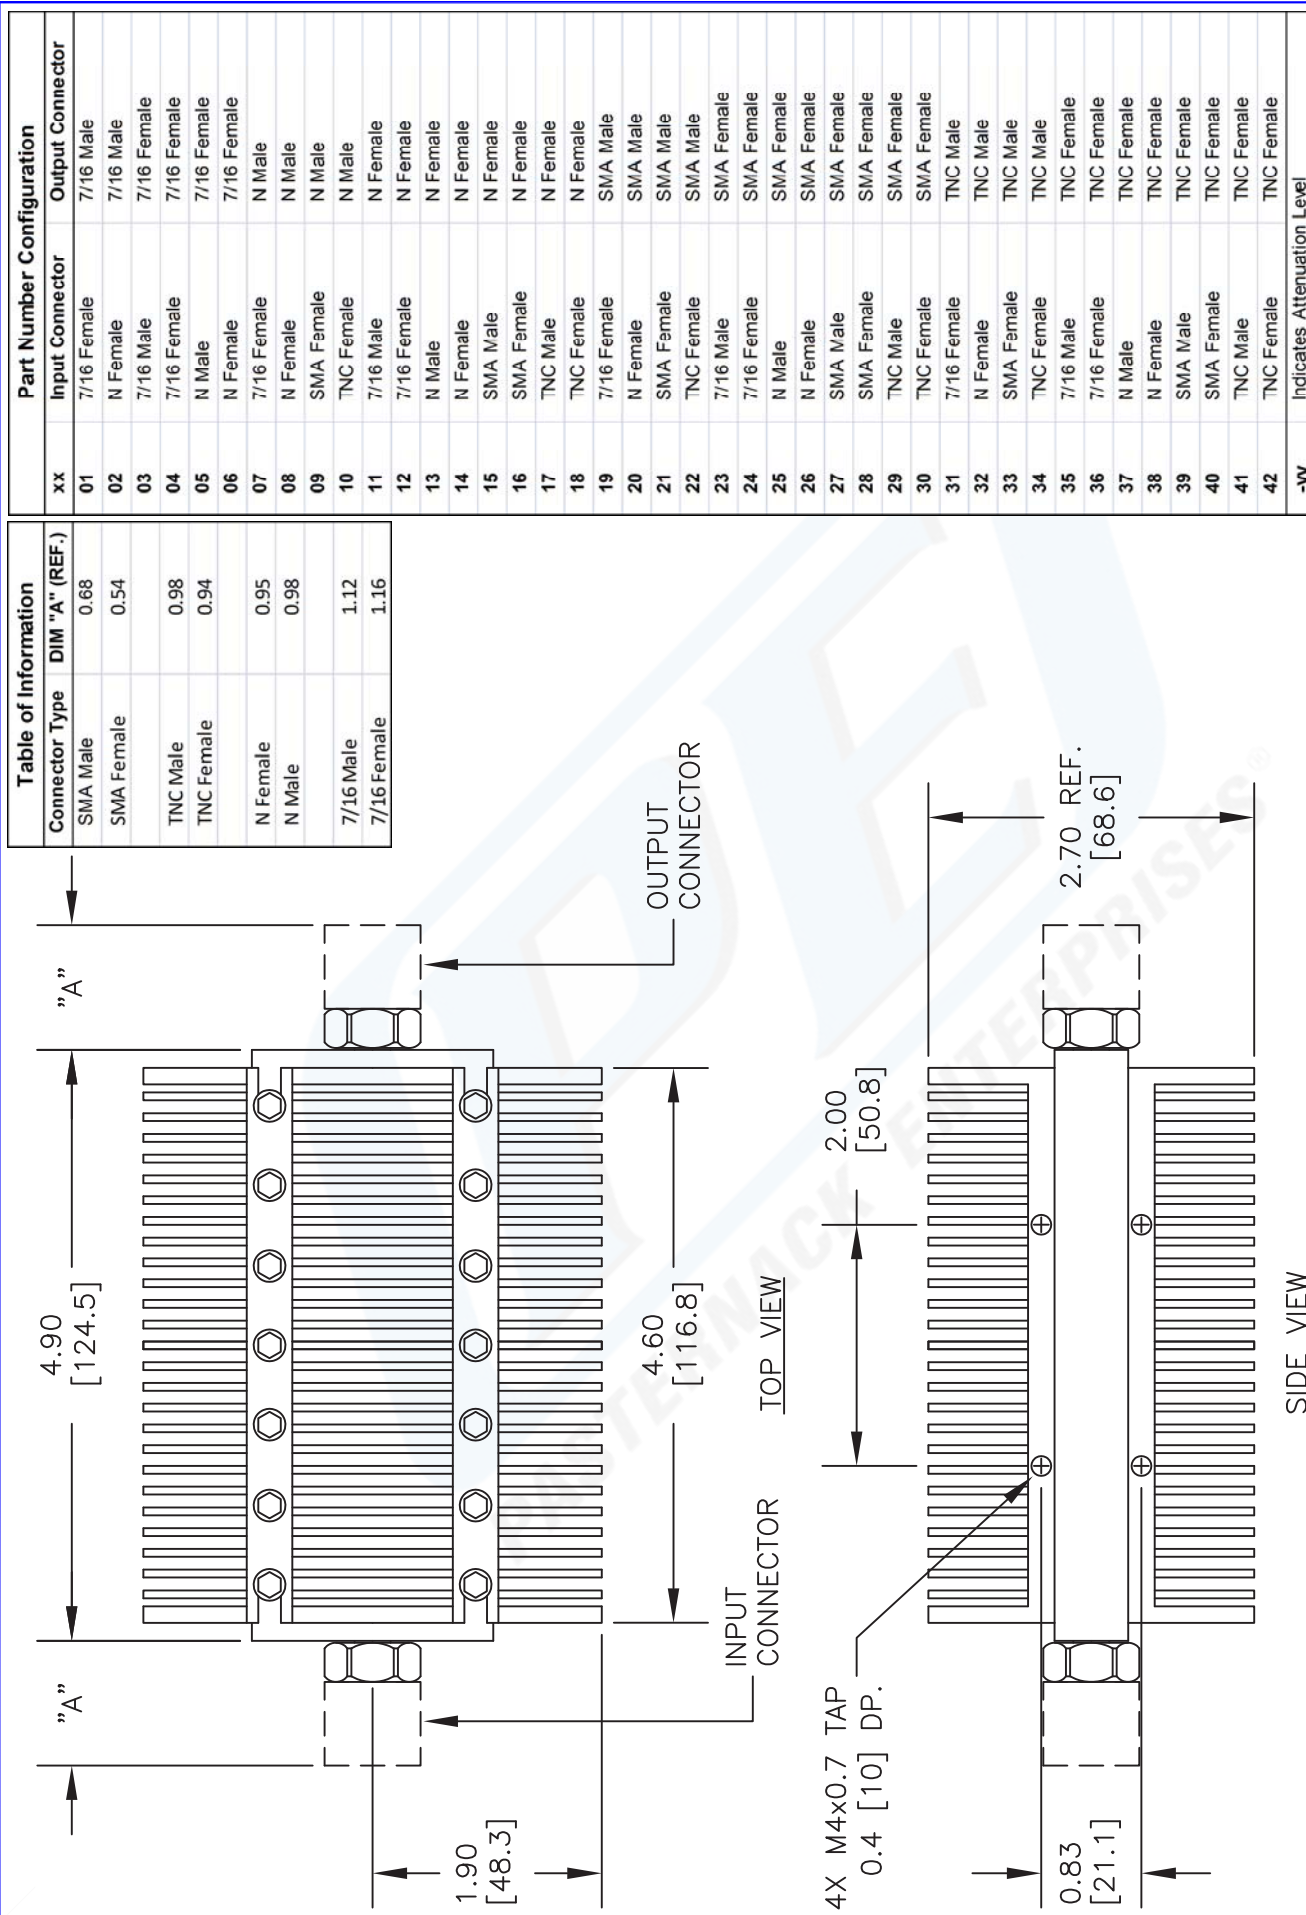 Table of Information
Connector Type DIM "A" (REF.)
SMA Male 0.68
SMA Female 0.54
TNC Male 0.98
TNC Female 0.94
N Female 0.95
N Male 0.98
7/16 Male 1.12
7/16 Female 1.16
Part Number Configuration
xx Input Connector Output Connector
01 7/16 Female 7/16 Male
02 N Female 7/16 Male
03 7/16 Male 7/16 Female
04 7/16 Female 7/16 Female
05 N Male 7/16 Female
06 N Female 7/16 Female
07 7/16 Female N Male
08 N Female N Male
09 SMA Female N Male
10 TNC Female N Male
11 7/16 Male N Female
12 7/16 Female N Female
13 N Male N Female
14 N Female N Female
15 SMA Male N Female
16 SMA Female N Female
17 TNC Male N Female
18 TNC Female N Female
19 7/16 Female SMA Male
20 N Female SMA Male
21 SMA Female SMA Male
22 TNC Female SMA Male
23 7/16 Male SMA Female
24 7/16 Female SMA Female
25 N Male SMA Female
26 N Female SMA Female
27 SMA Male SMA Female
28 SMA Female SMA Female
29 TNC Male SMA Female
30 TNC Female SMA Female
31 7/16 Female TNC Male
32 N Female TNC Male
33 SMA Female TNC Male
34 TNC Female TNC Male
35 7/16 Male TNC Female
36 7/16 Female TNC Female
37 N Male TNC Female
38 N Female TNC Female
39 SMA Male TNC Female
40 SMA Female TNC Female
41 TNC Male TNC Female
42 TNC Female TNC Female
-yy Indicates Attenuation Level
"A"
4.90
[124.5]
"A"
1.90
[48.3]
OUTPUT
CONNECTOR
4.60
[116.8]
INPUT
CONNECTOR
TOP VIEW
4X M4x0.7 TAP
0.4 [10] DP.
2.00
[50.8]
2.70 REF.
[68.6]
0.83
[21.1]
SIDE VIEW
PEI
PASTERNACK ENTERPRISES®